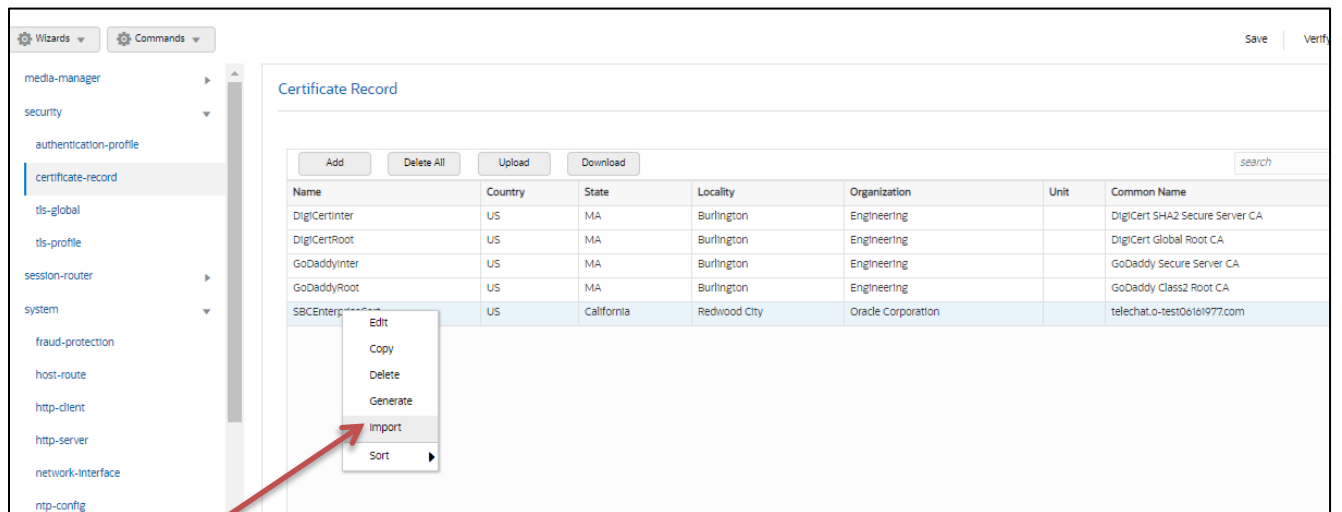 Wizards Commands Save Verify
media-manager
security
authentication-profile
certificate-record
tls-global
tls-profile
session-router
system
fraud-protection
host-route
http-client
http-server
network-interface
ntp-config
Certificate Record
Add Delete All Upload Download search
Name Country State Locality Organization Unit Common Name
DigiCertInter US MA Burlington Engineering DigiCert SHA2 Secure Server CA
DigiCertRoot US MA Burlington Engineering DigiCert Global Root CA
GoDaddyInter US MA Burlington Engineering GoDaddy Secure Server CA
GoDaddyRoot US MA Burlington Engineering GoDaddy Class2 Root CA
SBCEnterpriseCert US California Redwood City Oracle Corporation telechat.o-test06161977.com
Edit
Copy
Delete
Generate
Import
Sort